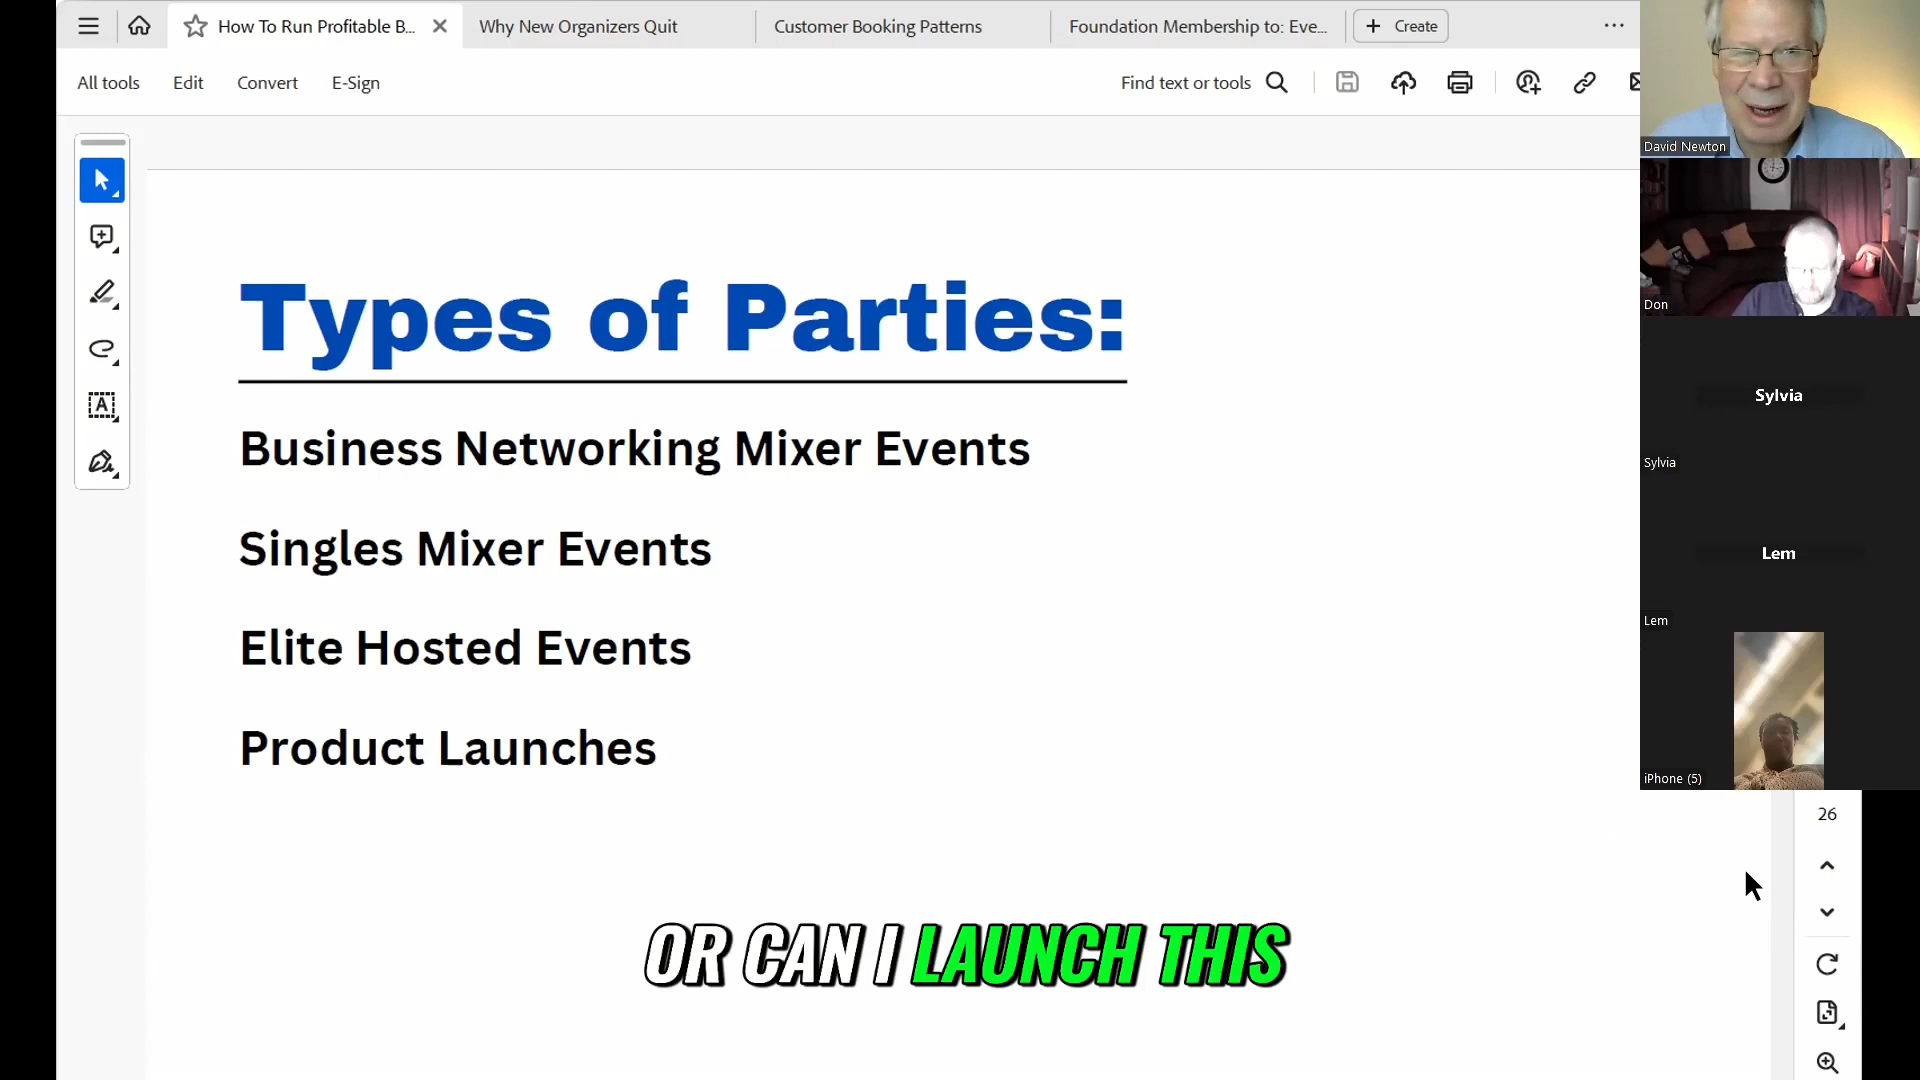 How To Run Profitable B...
Why New Organizers Quit
Customer Booking Patterns
Foundation Membership to: Eve...
Create
All tools
Edit
Convert
E-Sign
Find text or tools
David Newton
Don
Sylvia
Sylvia
Lem
Lem
iPhone (5)
Types of Parties:
Business Networking Mixer Events
Singles Mixer Events
Elite Hosted Events
Product Launches
26
OR CAN I LAUNCH THIS